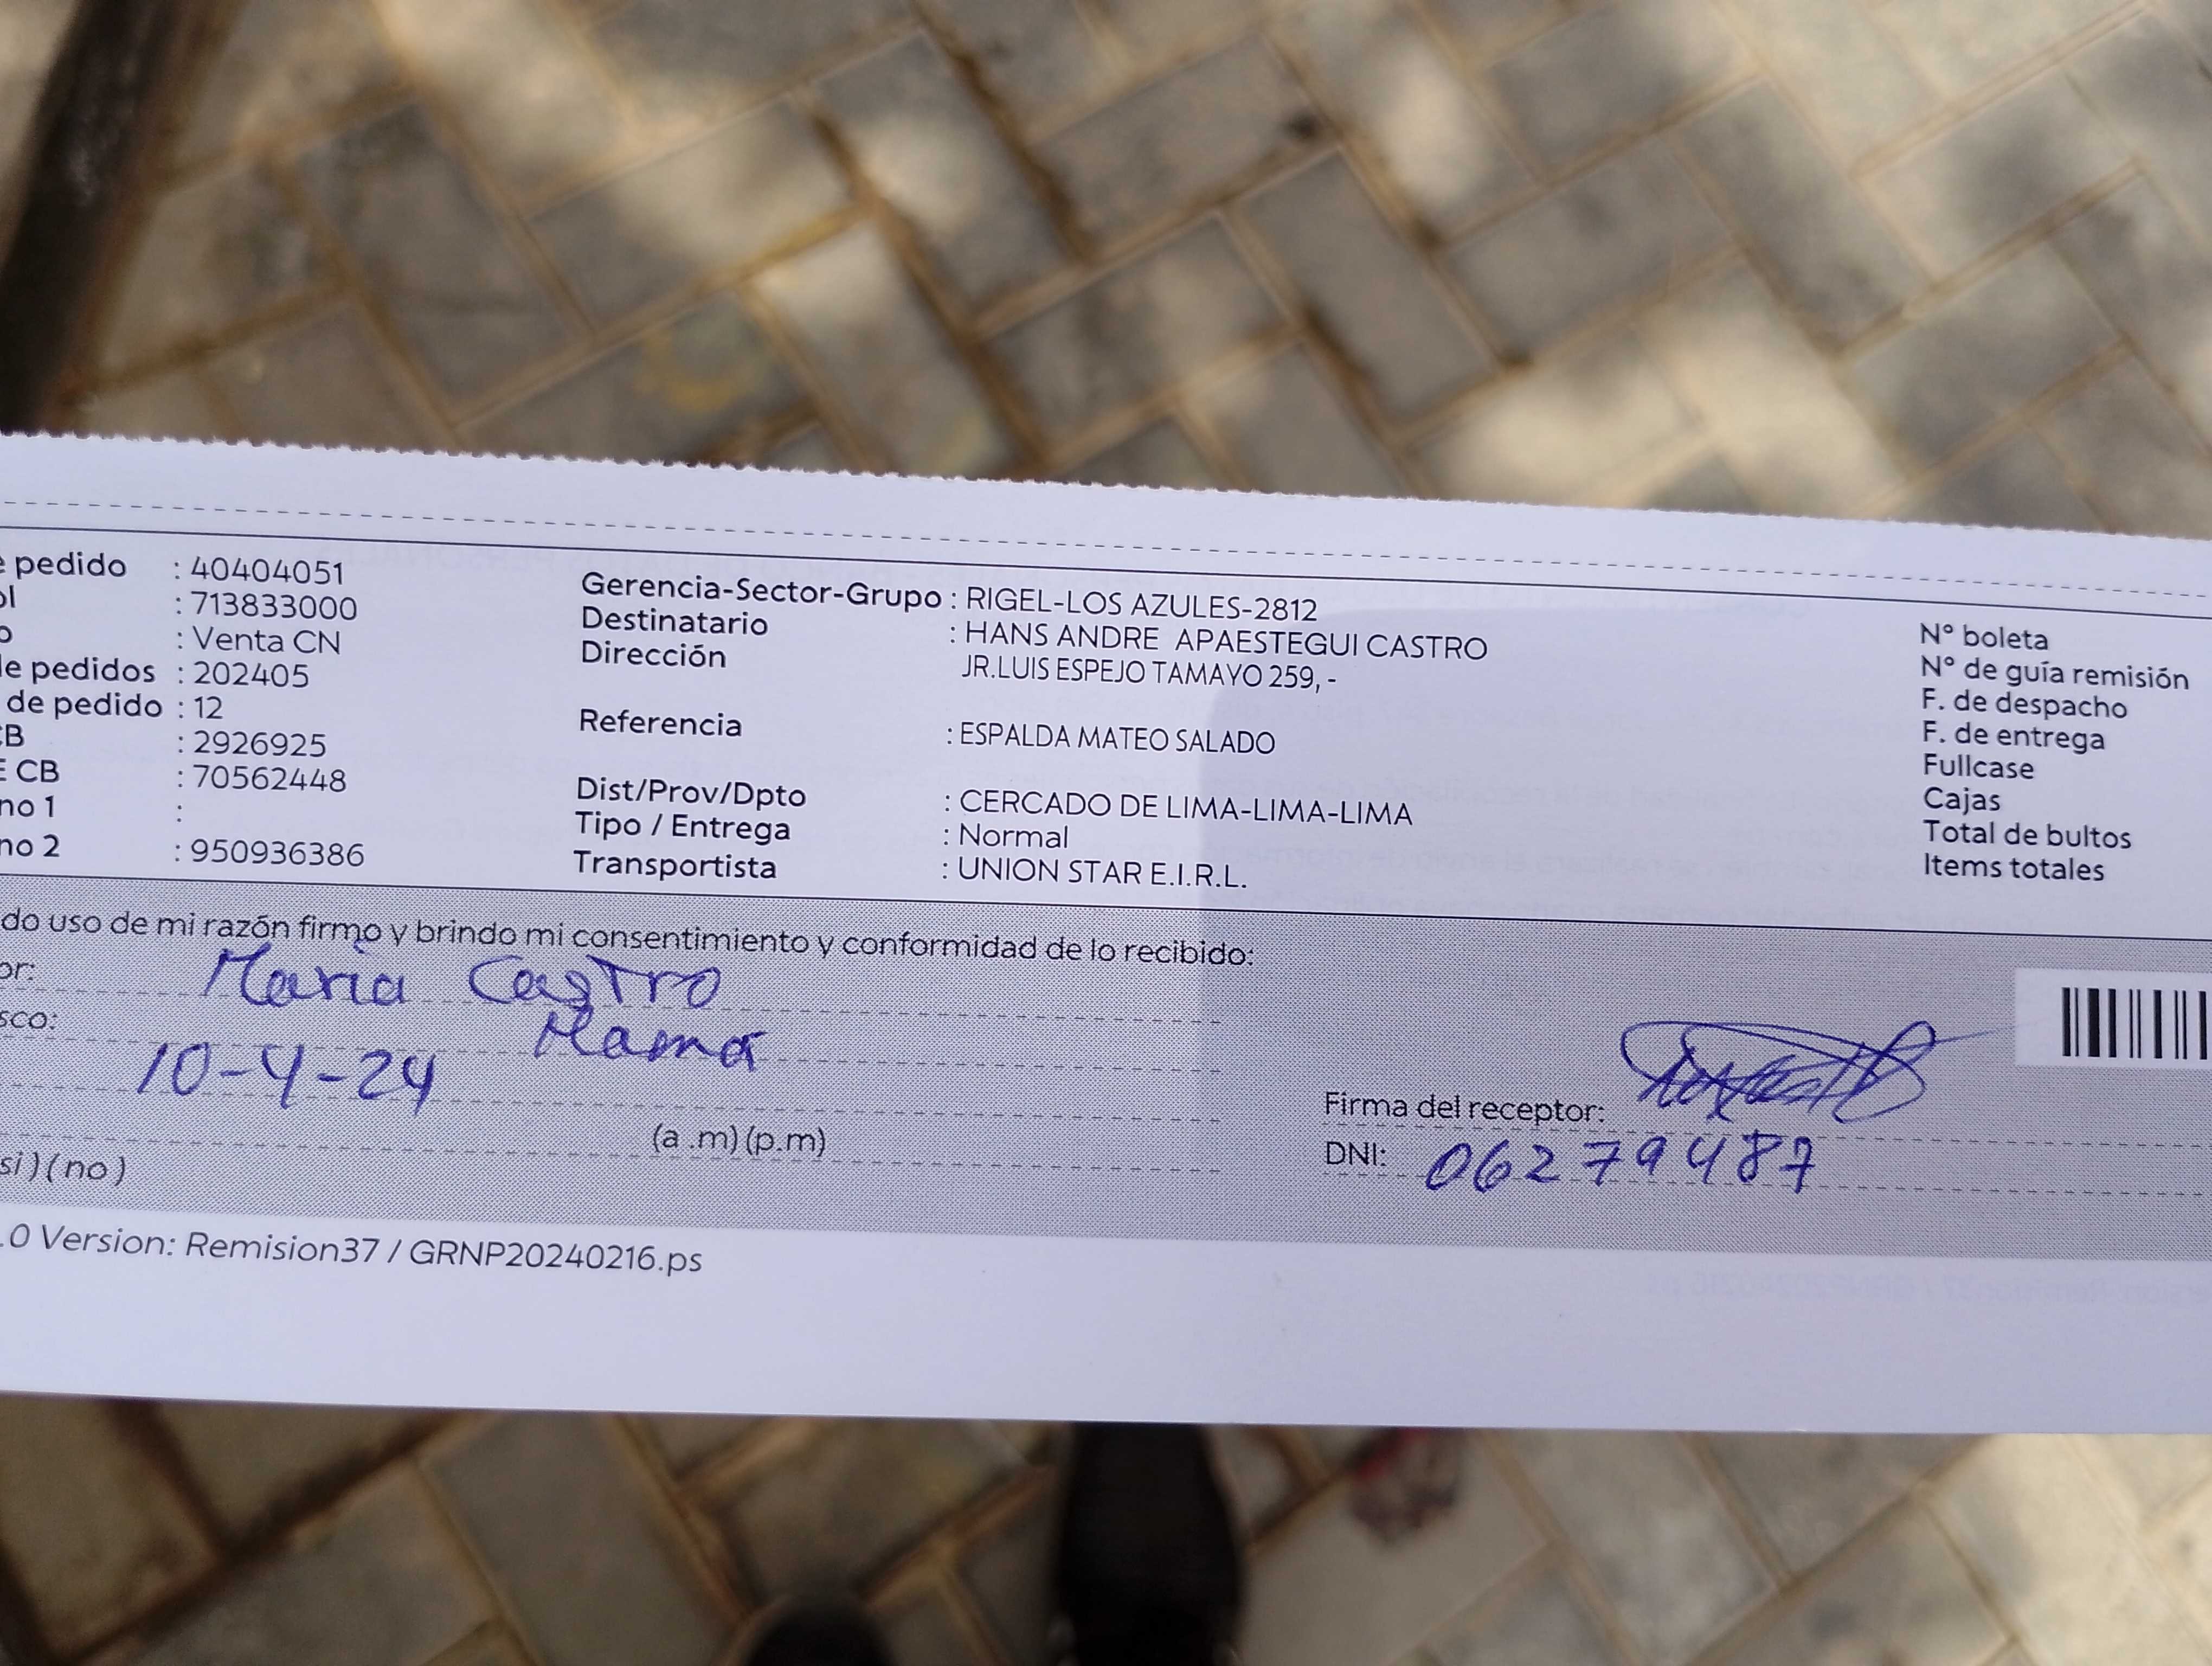 e pedido : 40404051
ol : 713833000
o : Venta CN
de pedidos : 202405
de pedido : 12
CB : 2926925
E CB : 70562448
no 1 :
no 2 : 950936386
Gerencia-Sector-Grupo : RIGEL-LOS AZULES-2812
Destinatario : HANS ANDRE APAESTEGUI CASTRO
Dirección JR.LUIS ESPEJO TAMAYO 259, -
Referencia : ESPALDA MATEO SALADO
Dist/Prov/Dpto : CERCADO DE LIMA-LIMA-LIMA
Tipo / Entrega : Normal
Transportista : UNION STAR E.I.R.L.
N° boleta
N° de guía remisión
F. de despacho
F. de entrega
Fullcase
Cajas
Total de bultos
Items totales
do uso de mi razón firmo y brindo mi consentimiento y conformidad de lo recibido:
or: Maria Castro
sco: Mamá
10-4-24
(a .m) (p.m)
si ) ( no )
Firma del receptor:
DNI: 06279487
.0 Version: Remision37 / GRNP20240216.ps